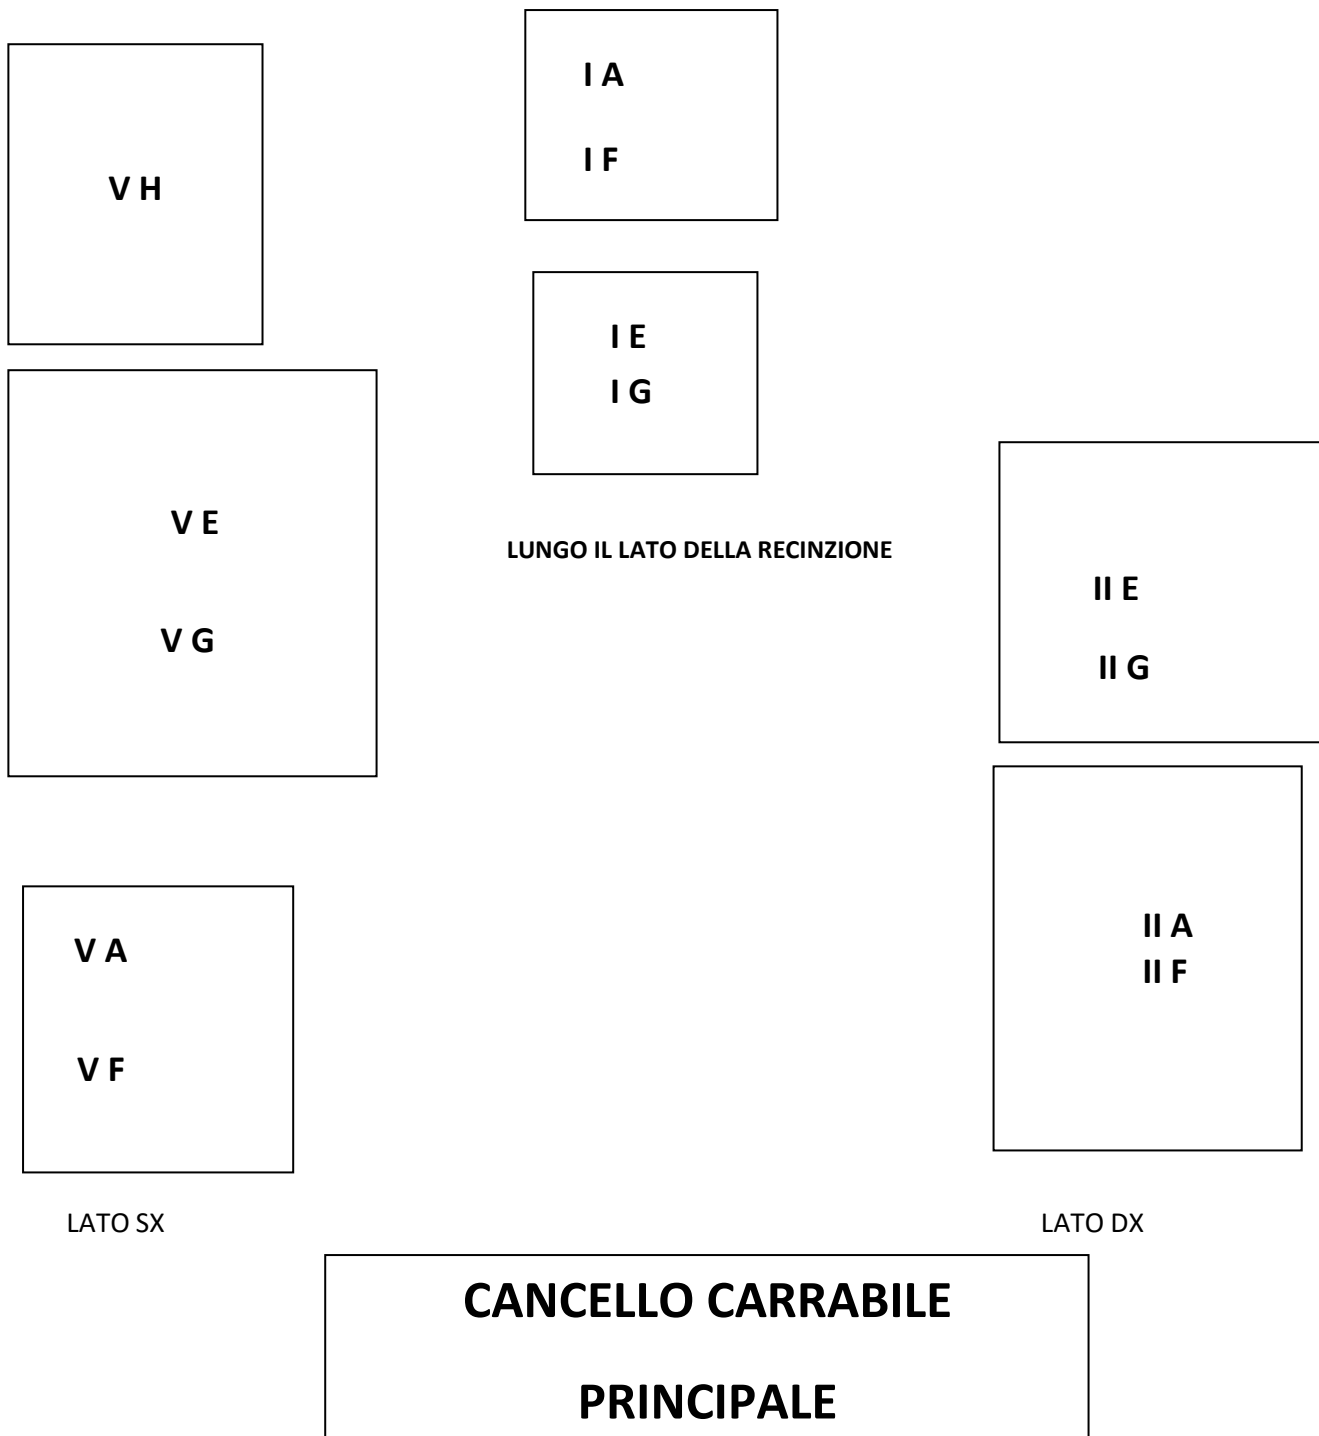 I A
I F
V H
I E
I G
V E
V G
LUNGO IL LATO DELLA RECINZIONE
II E
II G
V A
V F
II A
II F
LATO SX
LATO DX
CANCELLO CARRABILE
PRINCIPALE